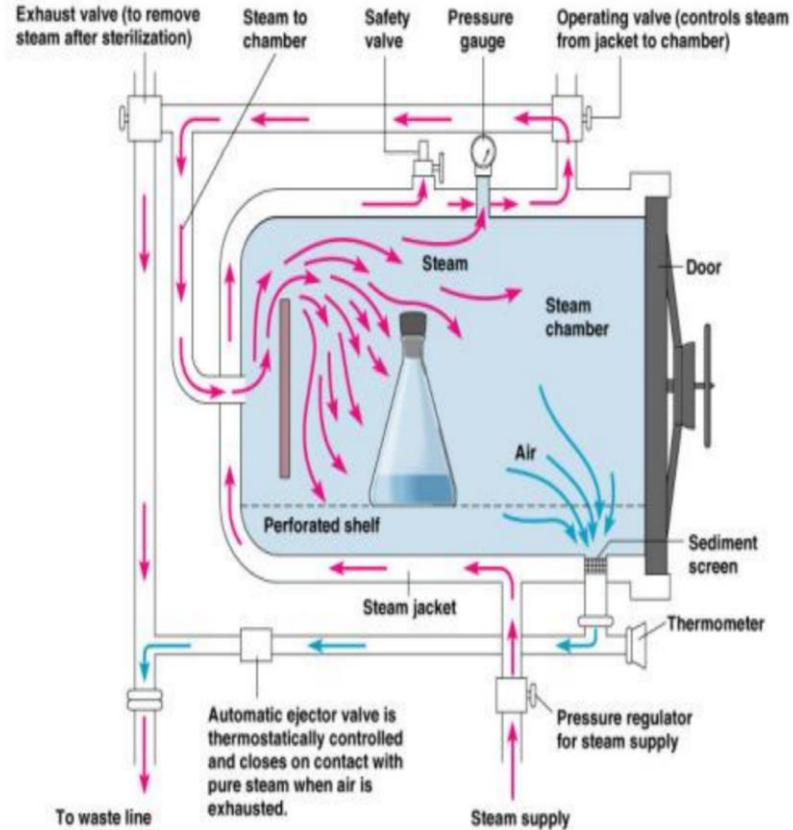 Exhaust valve (to remove
steam after sterilization)
Steam to
chamber
Safety
valve
Pressure
gauge
Operating valve (controls steam
from jacket to chamber)
Steam
Door
Steam
chamber
Air
Perforated shelf
Sediment
screen
Steam jacket
Thermometer
Automatic ejector valve is
thermostatically controlled
and closes on contact with
pure steam when air is
exhausted.
Pressure regulator
for steam supply
To waste line
Steam supply